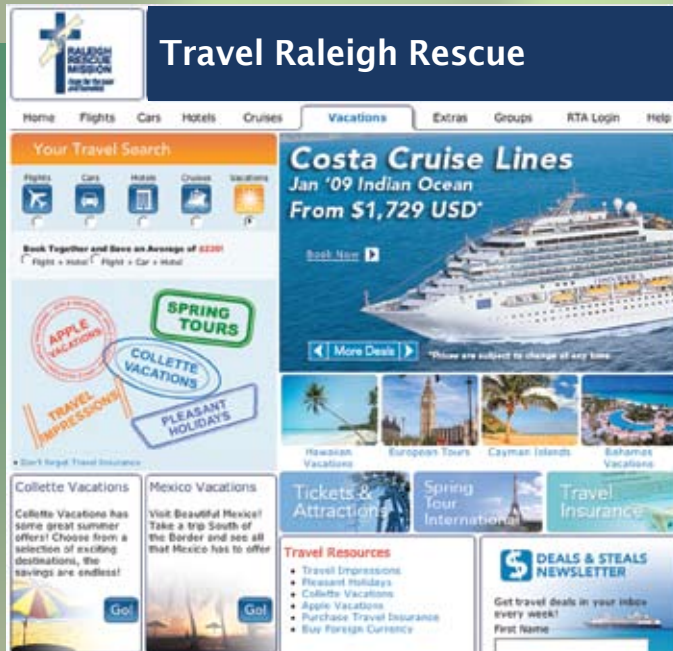 RALEIGH
RESCUE
MISSION
Travel Raleigh Rescue
Home Flights Cars Hotels Cruises Vacations Extras Groups RTA Login Help
Your Travel Search
Flights Cars Hotels Cruises Vacations
Book Together and Save an Average of $220!
Flight + Hotel Flight + Car + Hotel
APPLE
VACATIONS
SPRING
TOURS
COLLETTE
VACATIONS
TRAVEL
IMPRESSIONS
PLEASANT
HOLIDAYS
Don't forget Travel Insurance
Costa Cruise Lines
Jan '09 Indian Ocean
From $1,729 USD*
Book Now
More Deals
*Prices are subject to change at any time
Hawaiian
Vacations
European Tours
Cayman Islands
Bahamas
Vacations
Collette Vacations
Collette Vacations has
some great summer
offers! Choose from a
selection of exciting
destinations, the
savings are endless!
Go!
Mexico Vacations
Visit Beautiful Mexico!
Take a trip South of
the Border and see all
that Mexico has to offer
Go!
Tickets &
Attractions
Spring
Tour
International
Travel
Insurance
Travel Resources
Travel Impressions
Pleasant Holidays
Collette Vacations
Apple Vacations
Purchase Travel Insurance
Buy Foreign Currency
DEALS & STEALS
NEWSLETTER
Get travel deals in your inbox
every week!
First Name